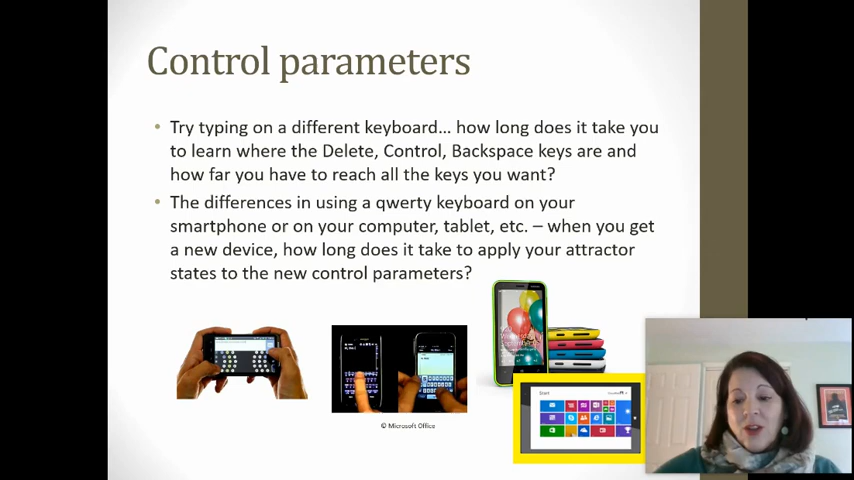 Control parameters
• Try typing on a different keyboard… how long does it take you
to learn where the Delete, Control, Backspace keys are and
how far you have to reach all the keys you want?
• The differences in using a qwerty keyboard on your
smartphone or on your computer, tablet, etc. – when you get
a new device, how long does it take to apply your attractor
states to the new control parameters?
Start
© Microsoft Office